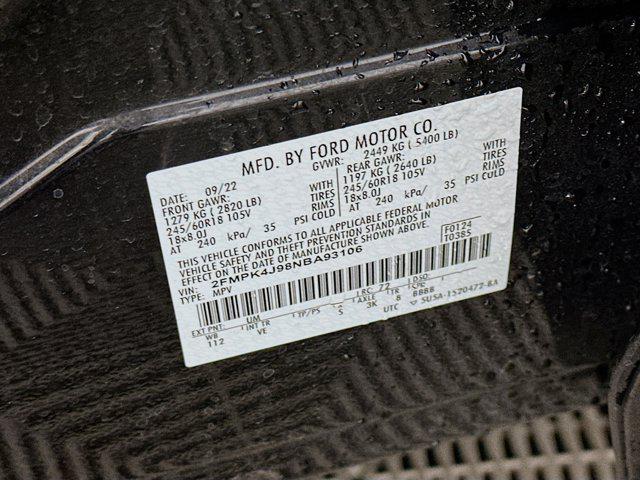 MFD. BY FORD MOTOR CO.
DATE: 09/22 GVWR: 2449 KG ( 5400 LB)
FRONT GAWR: REAR GAWR:
1279 KG ( 2820 LB) WITH 1197 KG ( 2640 LB) WITH
245/60R18 105V TIRES 245/60R18 105V TIRES
18x8.0J RIMS 18x8.0J RIMS
AT 240 kPa/ 35 PSI COLD AT 240 kPa/ 35 PSI COLD
THIS VEHICLE CONFORMS TO ALL APPLICABLE FEDERAL MOTOR
VEHICLE SAFETY AND THEFT PREVENTION STANDARDS IN
EFFECT ON THE DATE OF MANUFACTURE SHOWN ABOVE.
2FMPK4J98NBA93106 F0124
TYPE: MPV T0385
EXT PNT: UM RC: 22 DSO:
WB INT TR TP/PS AXLE TR
112 VE S 3K 8 BBBB
UTC SUSA-1520472-BA